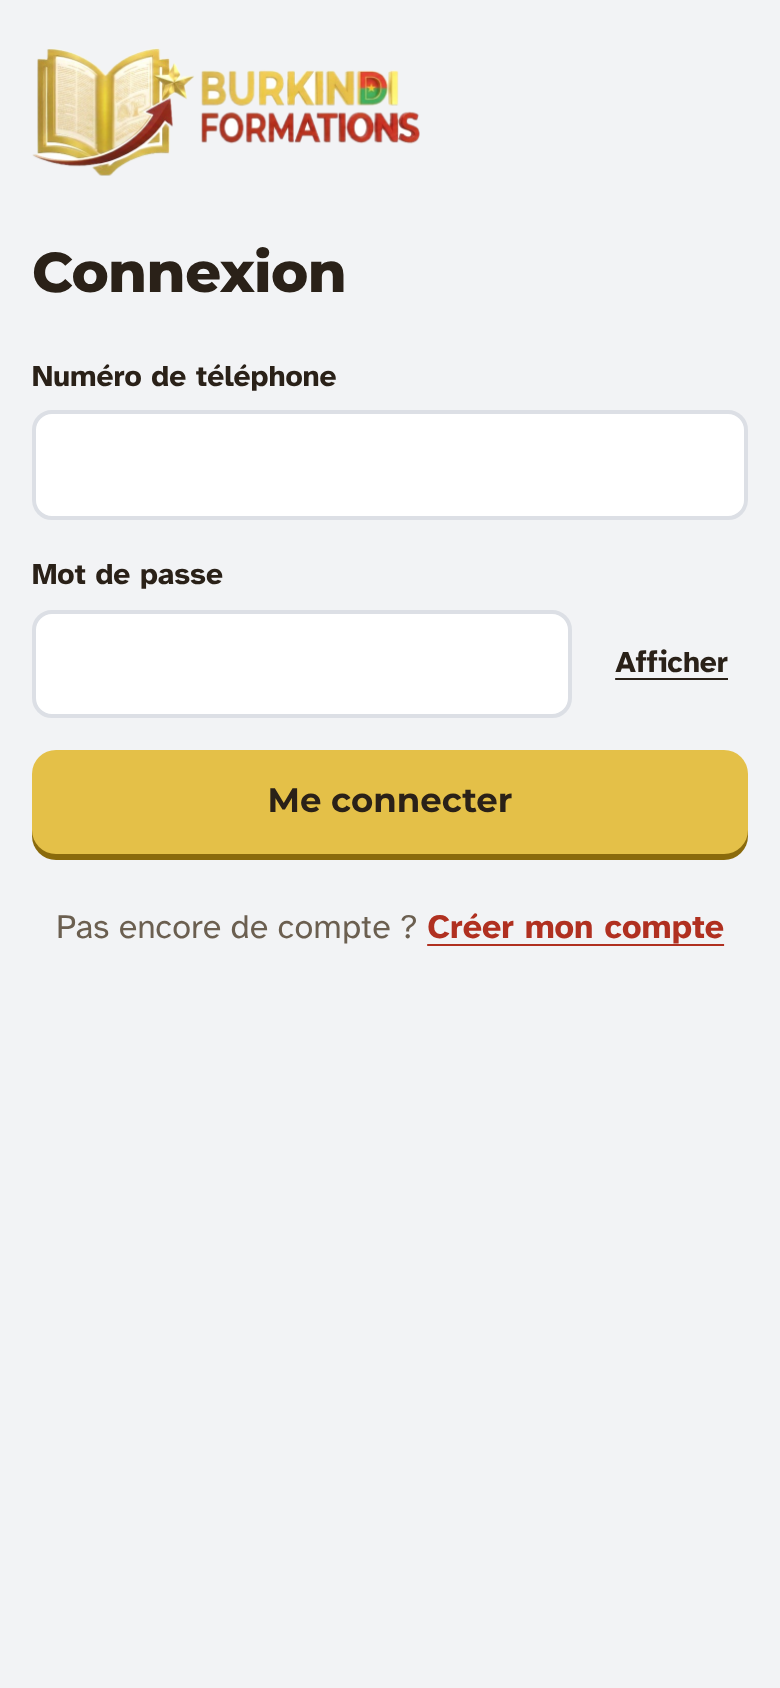 BURKINDI
FORMATIONS
Connexion
Numéro de téléphone
Mot de passe
Afficher
Me connecter
Pas encore de compte ? Créer mon compte